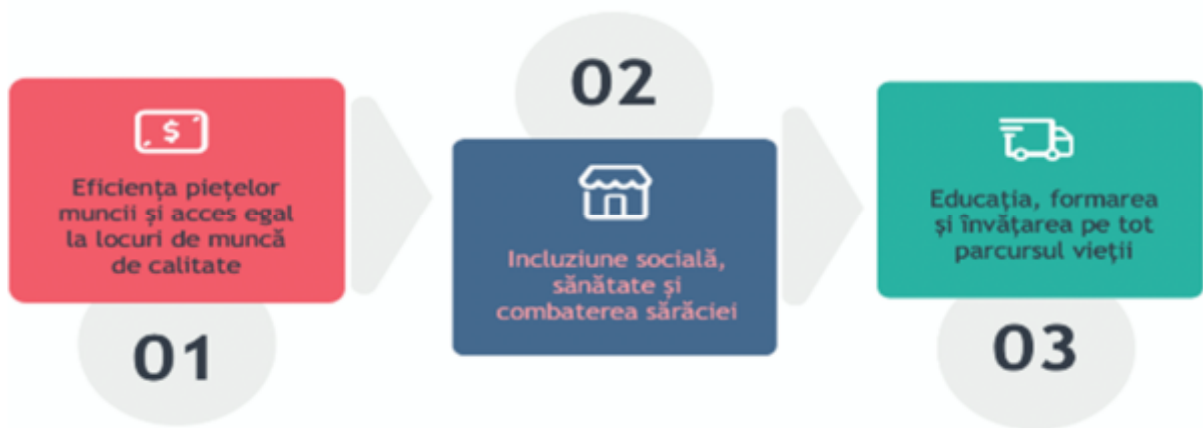 Eficiența piețelor
muncii și acces egal
la locuri de muncă
de calitate
01
02
Incluziune socială,
sănătate și
combaterea sărăciei
Educația, formarea
și învățarea pe tot
parcursul vieții
03